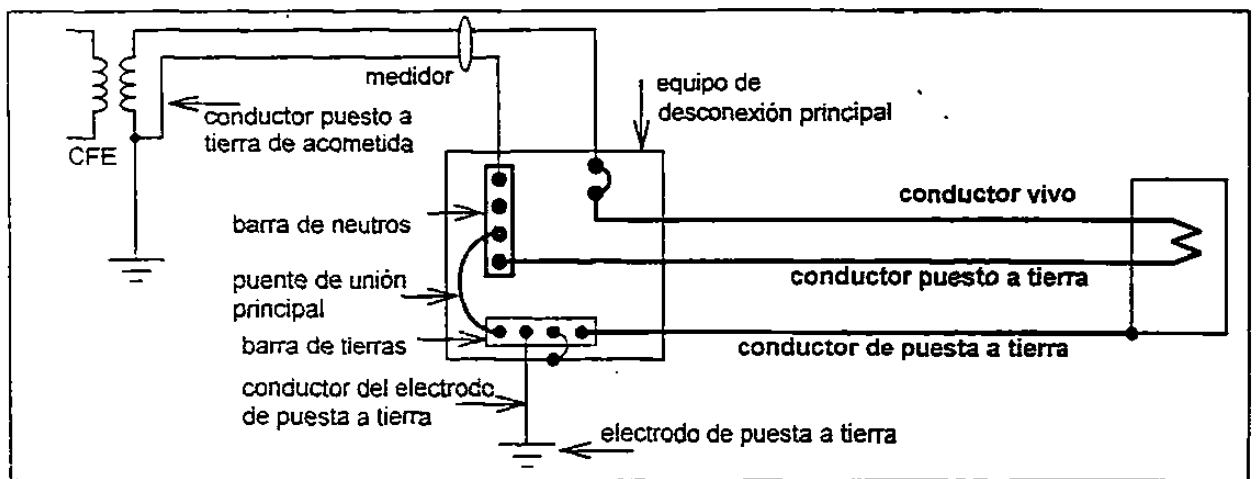 medidor
conductor puesto a
tierra de acometida
CFE
equipo de
desconexión principal
barra de neutros
puente de unión
principal
barra de tierras
conductor vivo
conductor puesto a tierra
conductor de puesta a tierra
conductor del electrodo
de puesta a tierra
electrodo de puesta a tierra